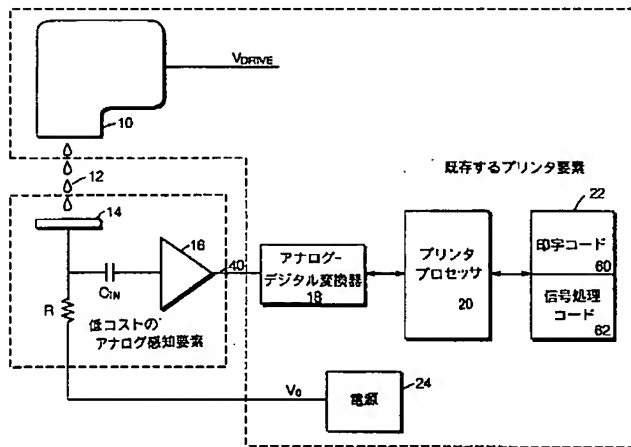 VDRIVE
10
12
既存するプリンタ要素
22
14
16
40
アナログ-
デジタル変換器
18
プリンタ
プロセッサ
20
印字コード
60
信号処理
コード
62
CIN
R
低コストの
アナログ感知要素
V0
電源
24